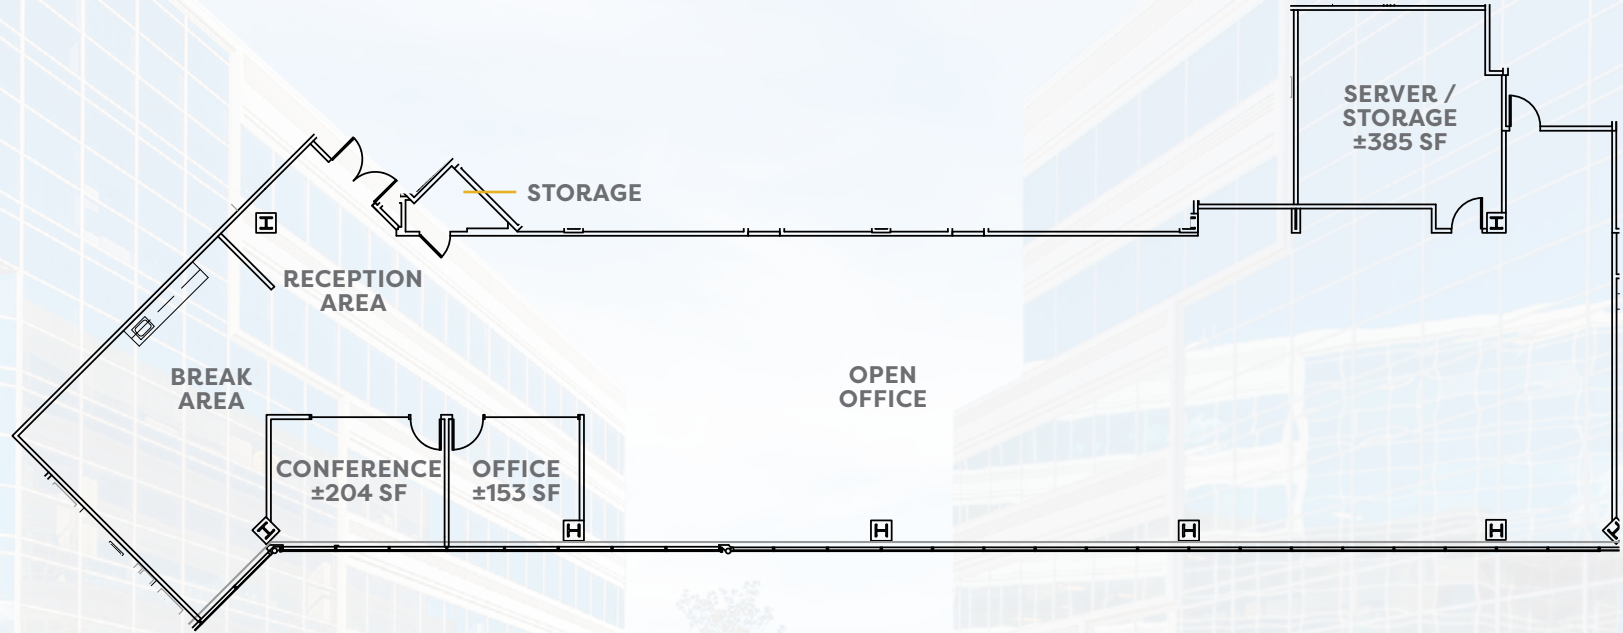 SERVER /
STORAGE
±385 SF
STORAGE
RECEPTION
AREA
BREAK
AREA
OPEN
OFFICE
CONFERENCE
±204 SF
OFFICE
±153 SF